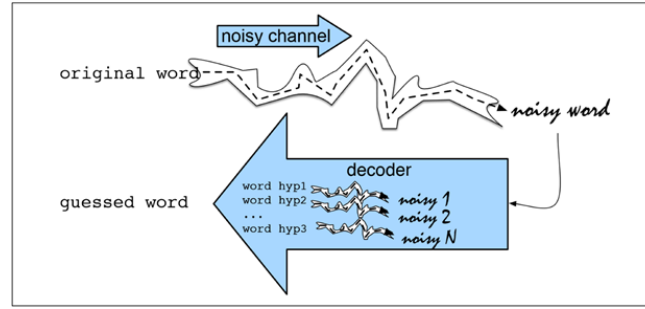 noisy channel
original word
noisy word
decoder
word hyp1 noisy 1
word hyp2 noisy 2
...
word hyp3 noisy N
guessed word